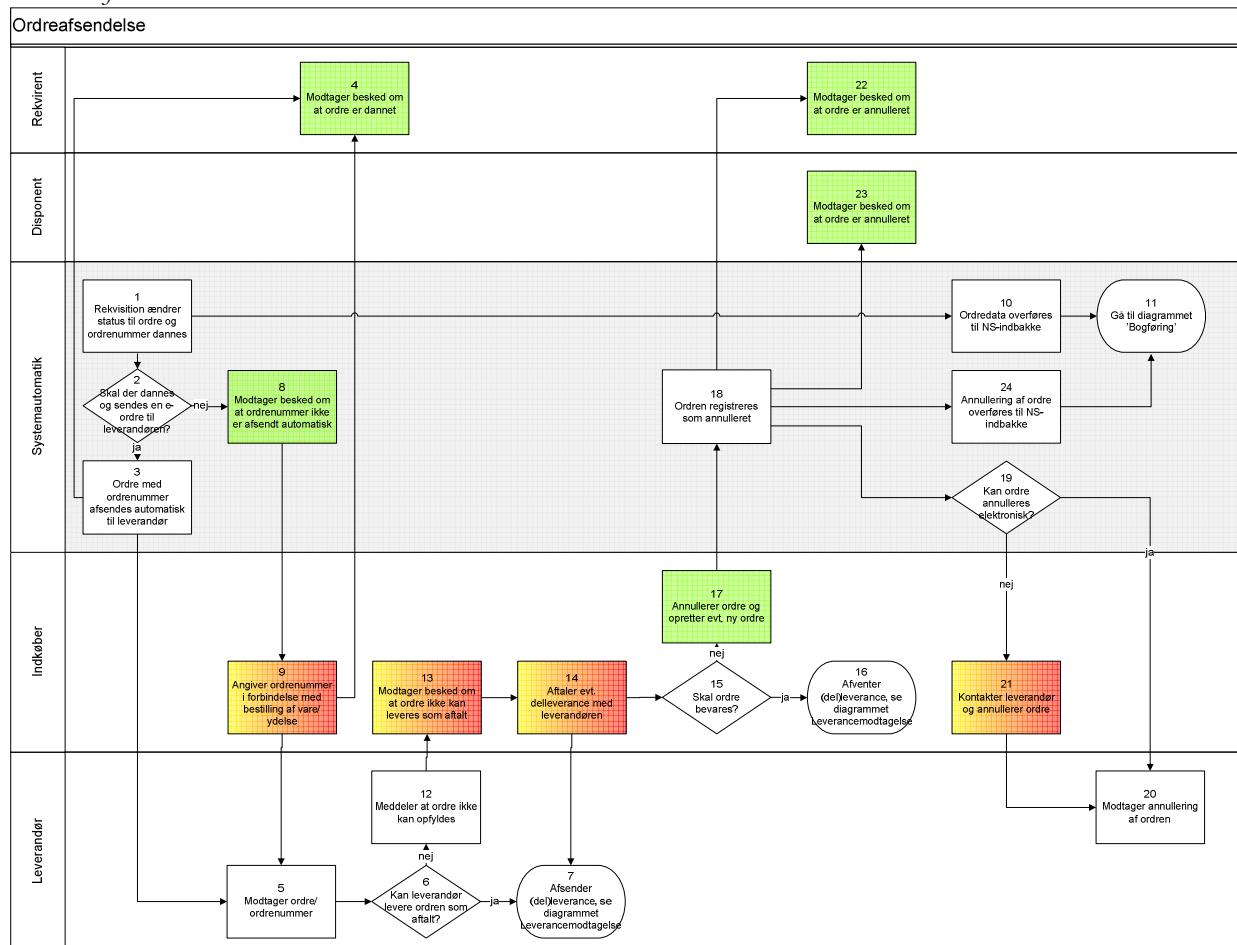 Ordreafsendelse
Rekvirent
4
Modtager besked om
at ordre er dannet
22
Modtager besked om
at ordre er annulleret
Disponent
23
Modtager besked om
at ordre er annulleret
Systemautomatik
1
Rekvisition ændrer
status til ordre og
ordrenummer dannes
10
Ordredata overføres
til NS-indbakke
11
Gå til diagrammet
'Bogføring'
2
Skal der dannes
og sendes en e-
ordre til
leverandøren?
nej
ja
8
Modtager besked om
at ordrenummer ikke
er afsendt automatisk
18
Ordren registreres
som annulleret
24
Annullering af ordre
overføres til NS-
indbakke
3
Ordre med
ordrenummer
afsendes automatisk
til leverandør
19
Kan ordre
annulleres
elektronisk?
ja
nej
Indkøber
17
Annullerer ordre og
opretter evt. ny ordre
nej
9
Angiver ordrenummer
i forbindelse med
bestilling af vare/
ydelse
13
Modtager besked om
at ordre ikke kan
leveres som aftalt
14
Aftaler evt.
delleverance med
leverandøren
15
Skal ordre
bevares?
ja
16
Afventer
(del)leverance, se
diagrammet
Leverancemodtagelse
21
Kontakter leverandør
og annullerer ordre
Leverandør
12
Meddeler at ordre ikke
kan opfyldes
nej
20
Modtager annullering
af ordren
5
Modtager ordre/
ordrenummer
6
Kan leverandør
levere ordren som
aftalt?
ja
7
Afsender
(del)leverance, se
diagrammet
Leverancemodtagelse